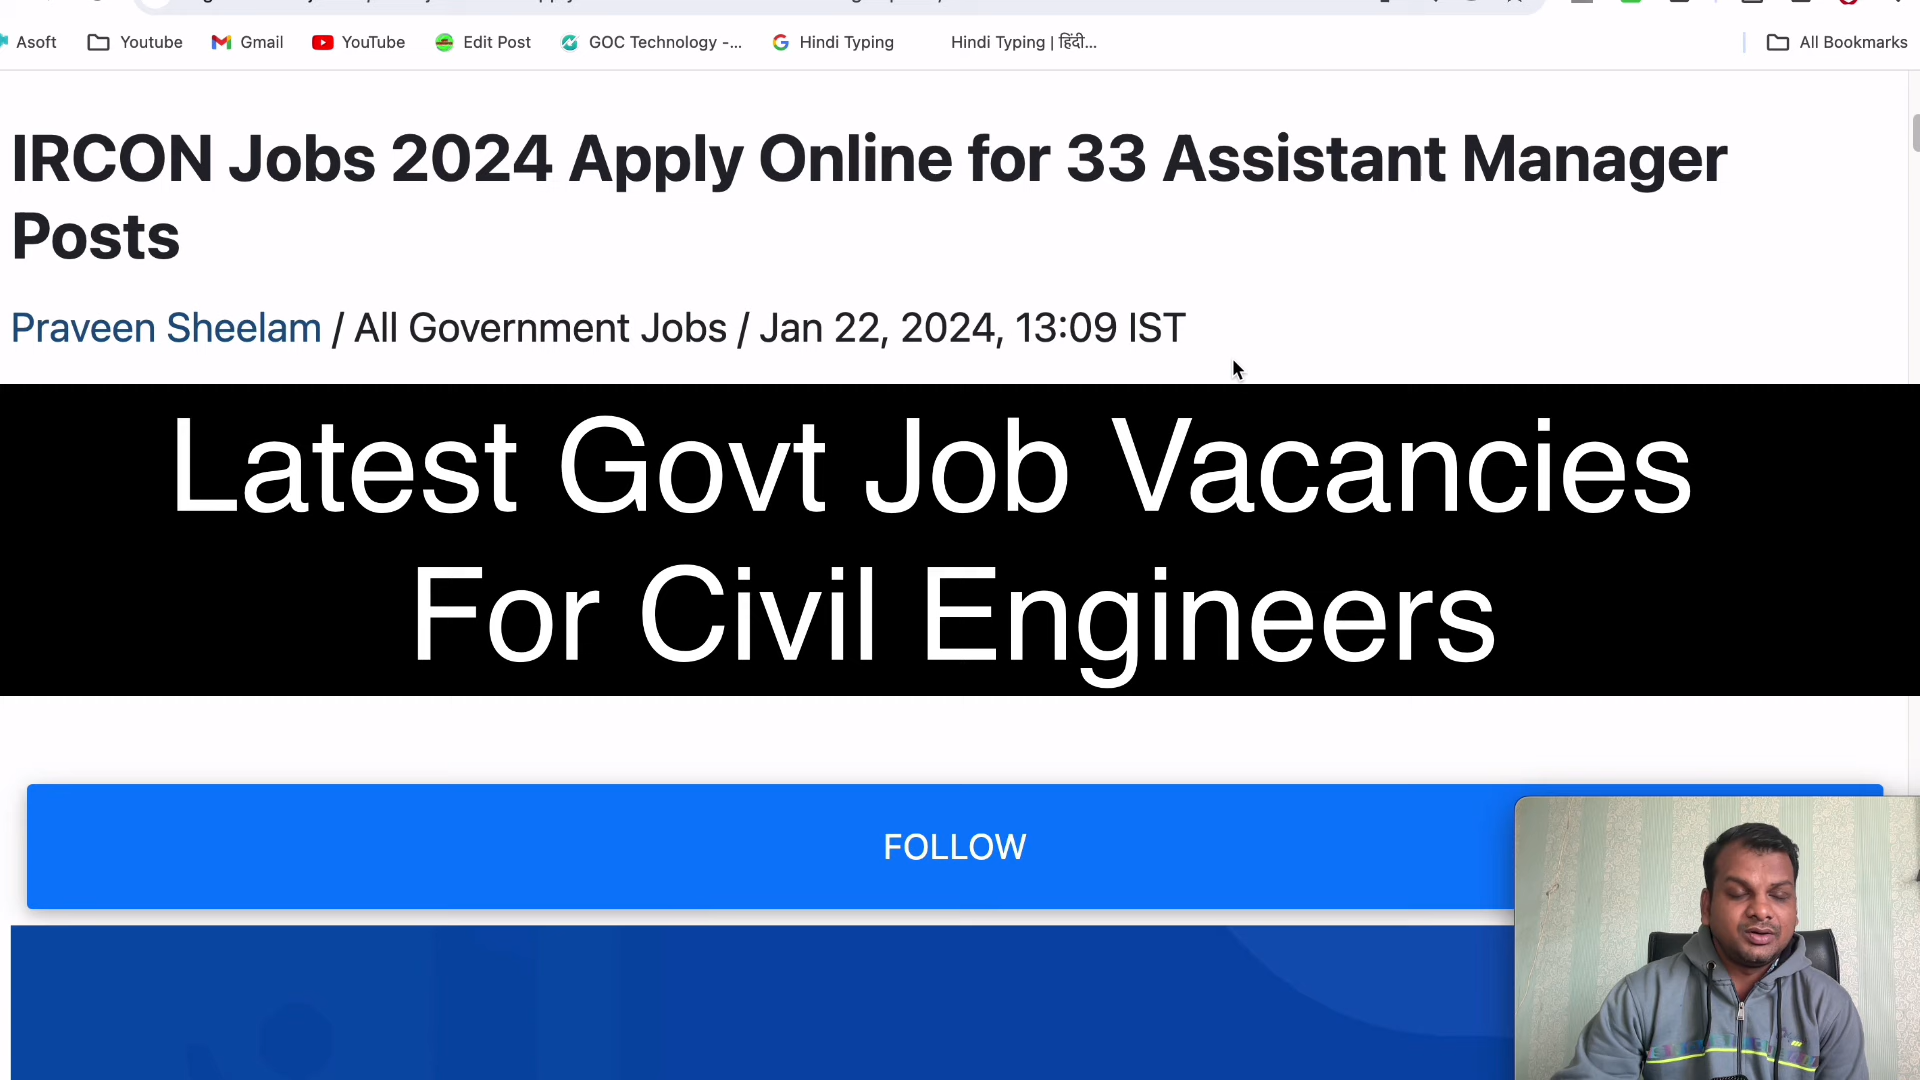 Asoft Youtube Gmail YouTube Edit Post GOC Technology -... Hindi Typing Hindi Typing | हिंदी... All Bookmarks
IRCON Jobs 2024 Apply Online for 33 Assistant Manager
Posts
Praveen Sheelam / All Government Jobs / Jan 22, 2024, 13:09 IST
Latest Govt Job Vacancies
For Civil Engineers
FOLLOW